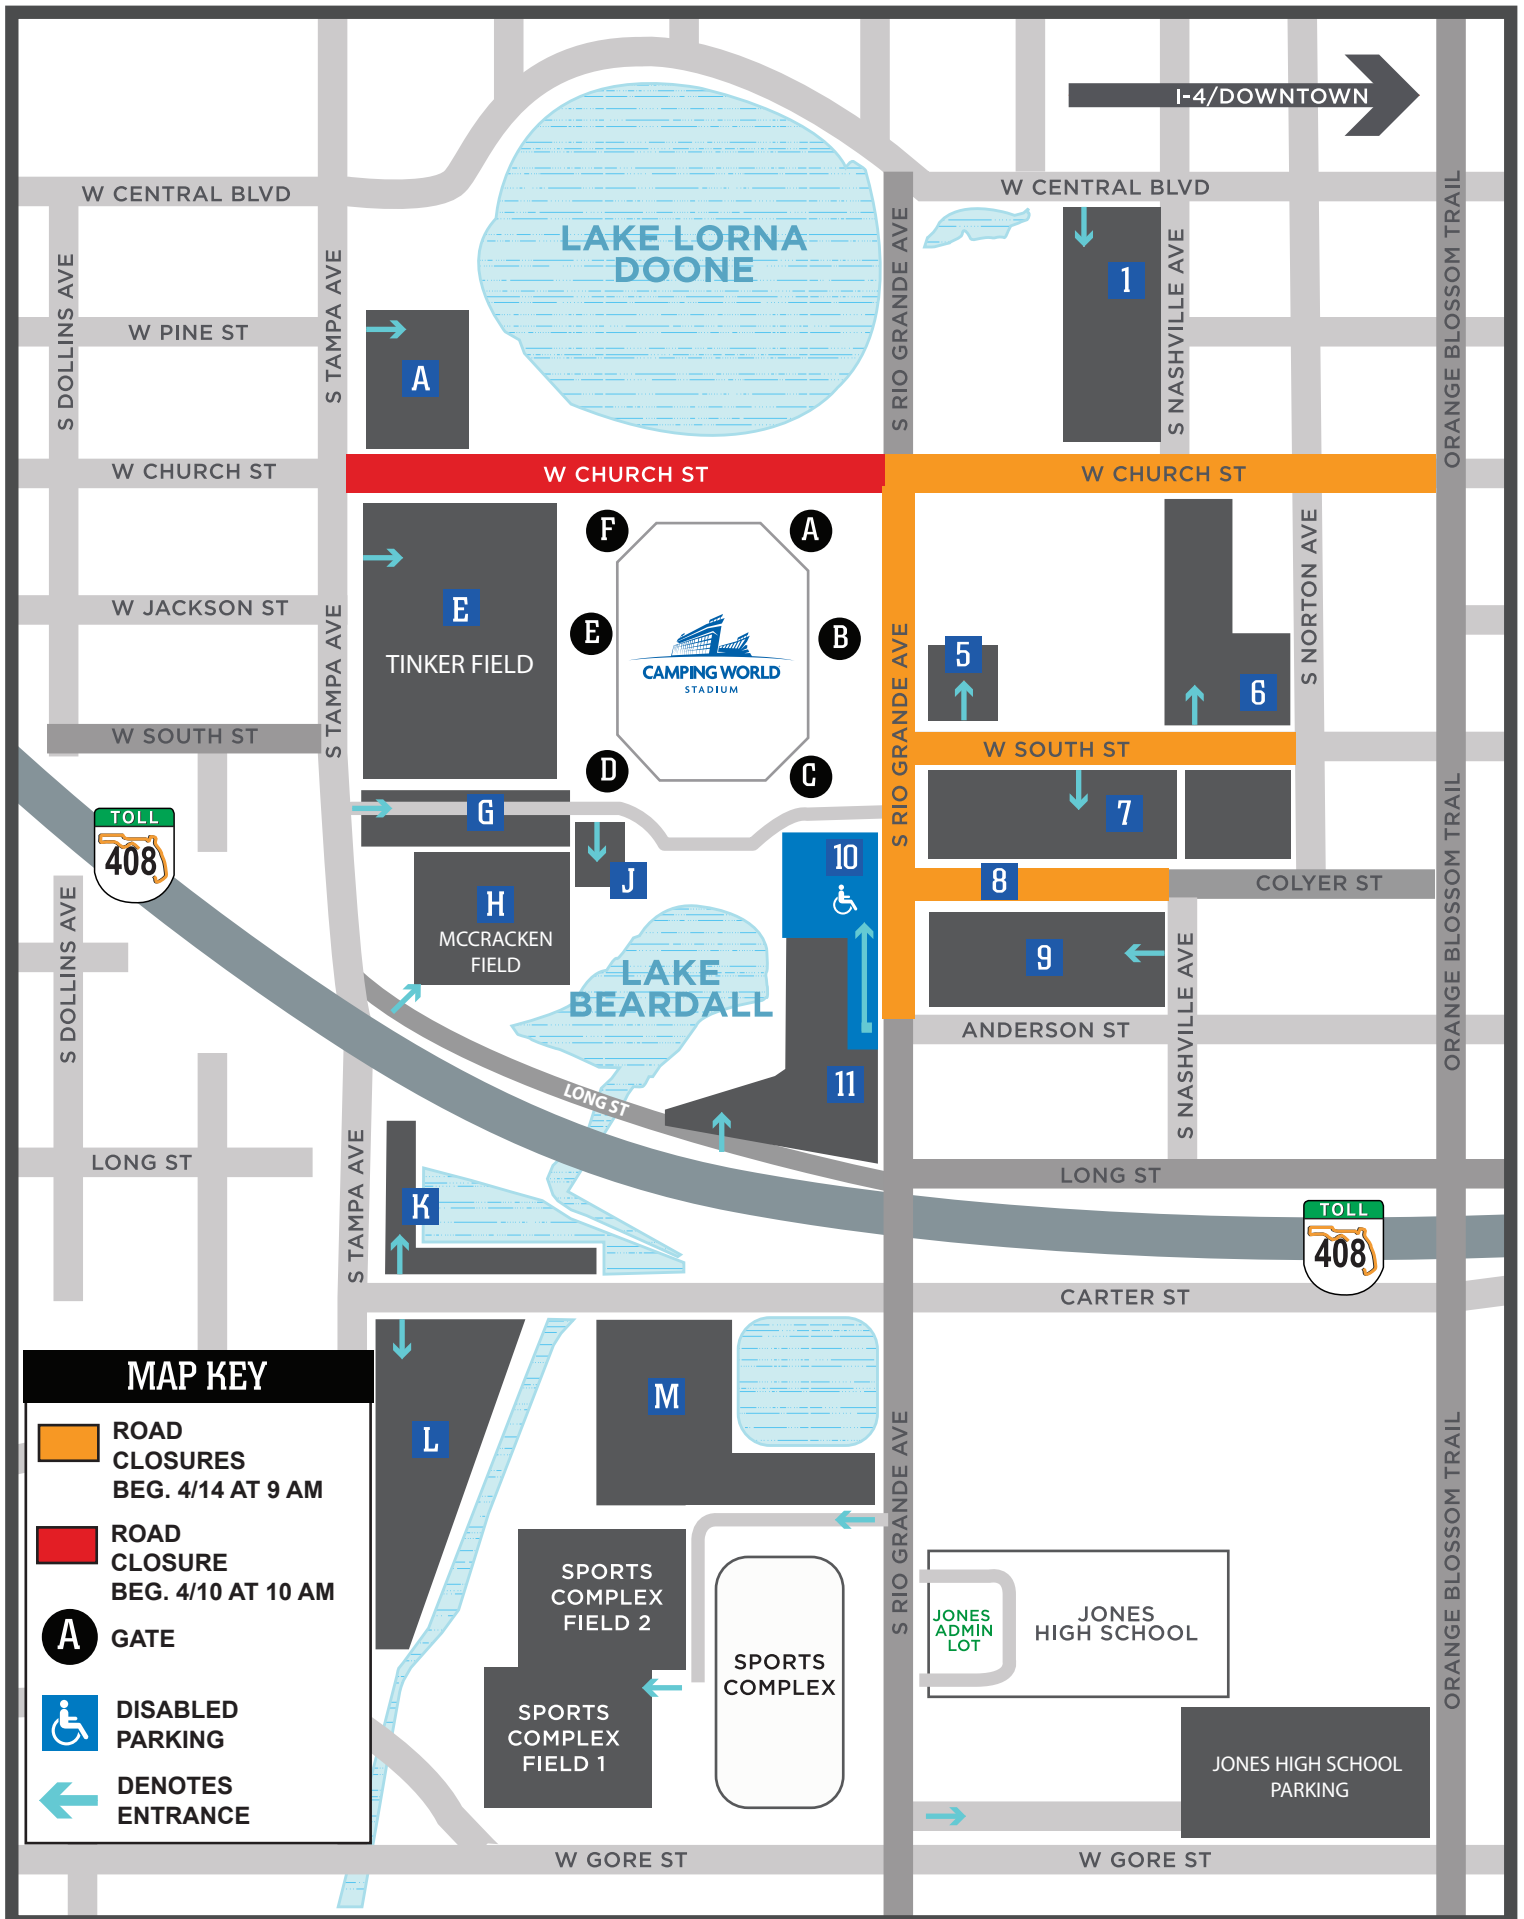 I-4/DOWNTOWN
W CENTRAL BLVD
W CENTRAL BLVD
ORANGE BLOSSOM TRAIL
S RIO GRANDE AVE
LAKE LORNA
DOONE
S NASHVILLE AVE
1
S DOLLINS AVE
S TAMPA AVE
W PINE ST
A
W CHURCH ST
W CHURCH ST
W CHURCH ST
F
A
E
TINKER FIELD
E
B
CAMPING WORLD
STADIUM
D
C
W JACKSON ST
S TAMPA AVE
S RIO GRANDE AVE
S NORTON AVE
5
6
W SOUTH ST
W SOUTH ST
ORANGE BLOSSOM TRAIL
TOLL
408
G
7
J
10
8
COLYER ST
H
MCCRACKEN
FIELD
S DOLLINS AVE
LAKE
BEARDALL
9
S NASHVILLE AVE
ANDERSON ST
11
LONG ST
LONG ST
LONG ST
S TAMPA AVE
K
TOLL
408
CARTER ST
MAP KEY
ROAD
CLOSURES
BEG. 4/14 AT 9 AM
ROAD
CLOSURE
BEG. 4/10 AT 10 AM
A
GATE
DISABLED
PARKING
DENOTES
ENTRANCE
L
M
S RIO GRANDE AVE
ORANGE BLOSSOM TRAIL
SPORTS
COMPLEX
FIELD 2
SPORTS
COMPLEX
FIELD 1
SPORTS
COMPLEX
JONES
ADMIN
LOT
JONES
HIGH SCHOOL
JONES HIGH SCHOOL
PARKING
W GORE ST
W GORE ST